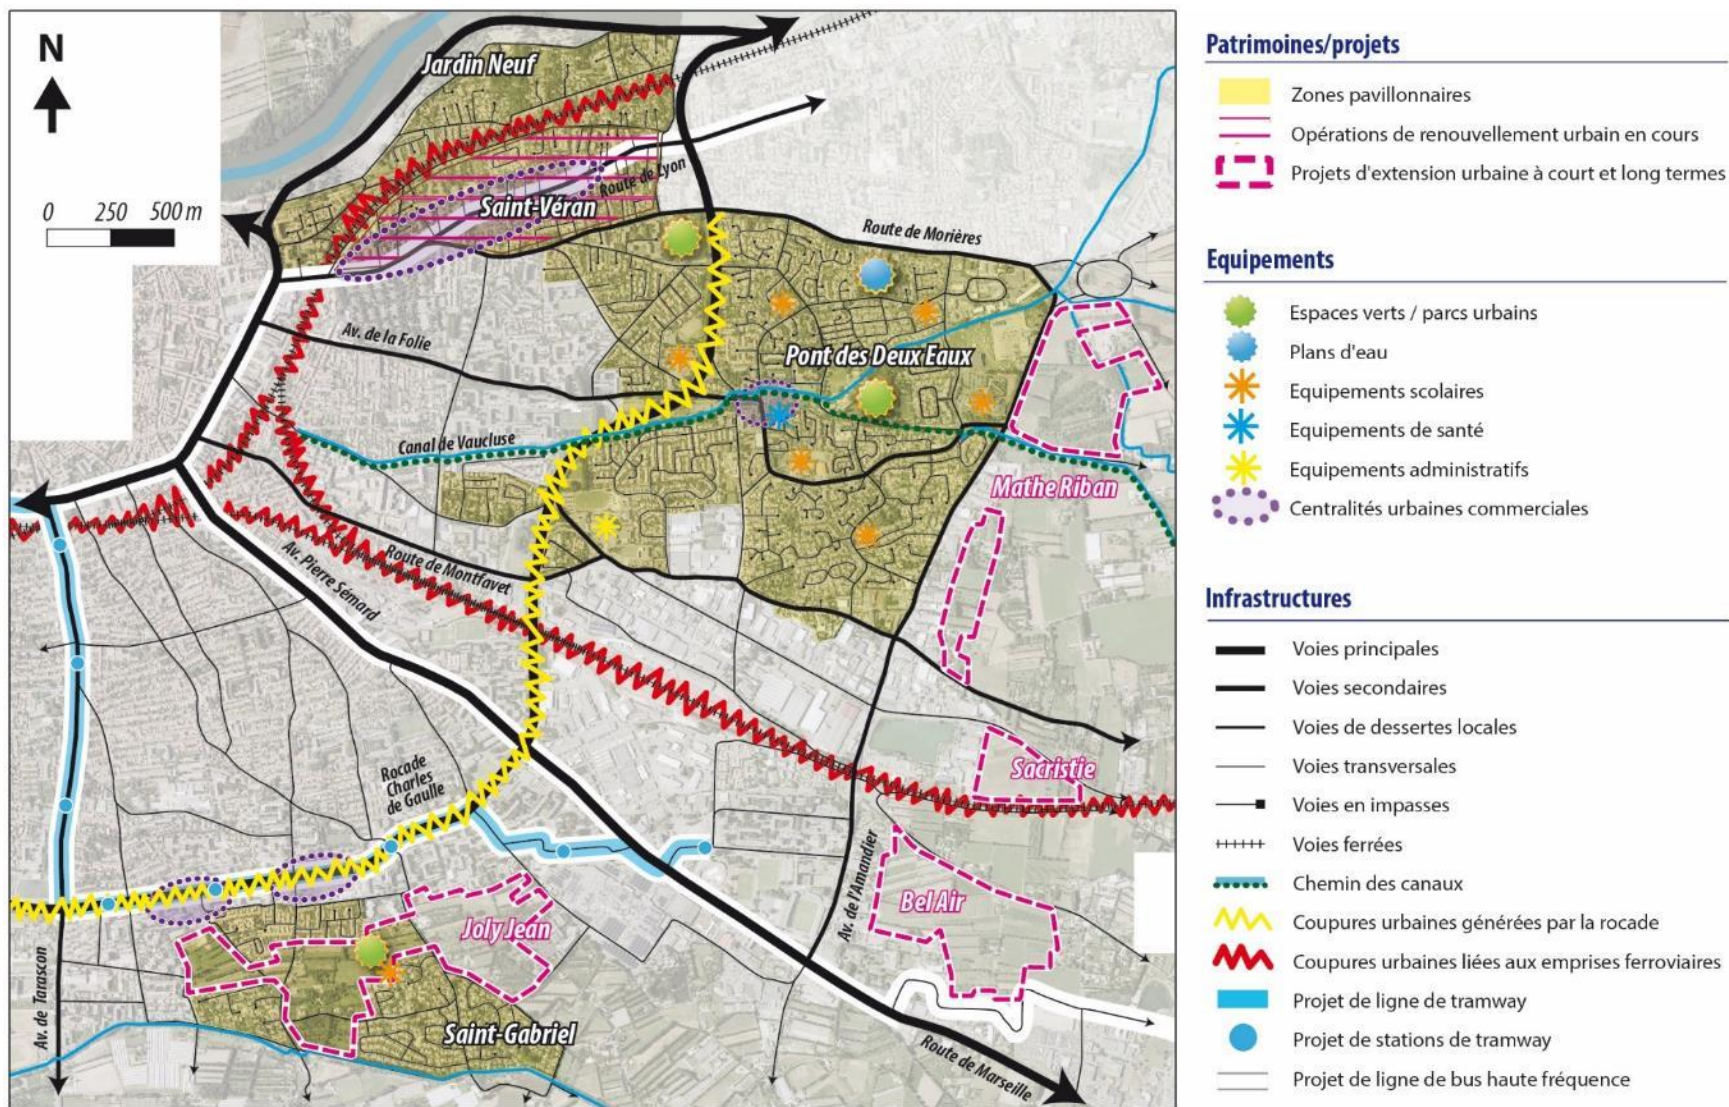 N
0 250 500 m
Jardin Neuf
Route de Lyon
Saint-Véran
Route de Morières
Av. de la Folie
Pont des Deux Eaux
Canal de Vaucluse
Mathe Riban
Route de Montfavet
Av. Pierre Sémard
Rocade
Charles
de Gaulle
Sacristie
Av. de l'Amandier
Bel Air
Joly Jean
Av. de Tarascon
Saint-Gabriel
Route de Marseille
Patrimoines/projets
Zones pavillonnaires
Opérations de renouvellement urbain en cours
Projets d'extension urbaine à court et long termes
Equipements
Espaces verts / parcs urbains
Plans d'eau
Equipements scolaires
Equipements de santé
Equipements administratifs
Centralités urbaines commerciales
Infrastructures
Voies principales
Voies secondaires
Voies de dessertes locales
Voies transversales
Voies en impasses
Voies ferrées
Chemin des canaux
Coupures urbaines générées par la rocade
Coupures urbaines liées aux emprises ferroviaires
Projet de ligne de tramway
Projet de stations de tramway
Projet de ligne de bus haute fréquence